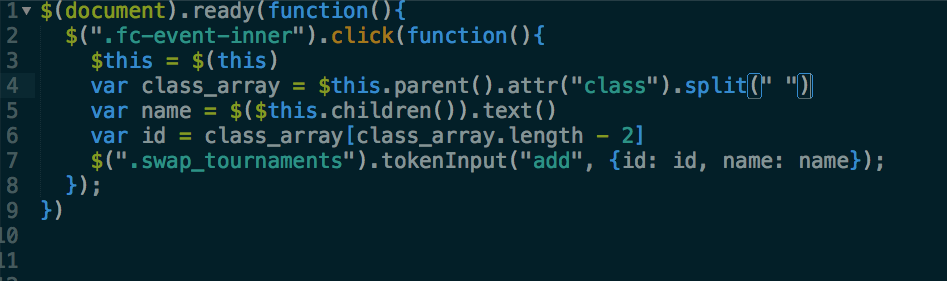 1 $(document).ready(function(){
2   $(".fc-event-inner").click(function(){
3     $this = $(this)
4     var class_array = $this.parent().attr("class").split(" ")
5     var name = $($this.children()).text()
6     var id = class_array[class_array.length - 2]
7     $(".swap_tournaments").tokenInput("add", {id: id, name: name});
8   });
9 })
10
11
12